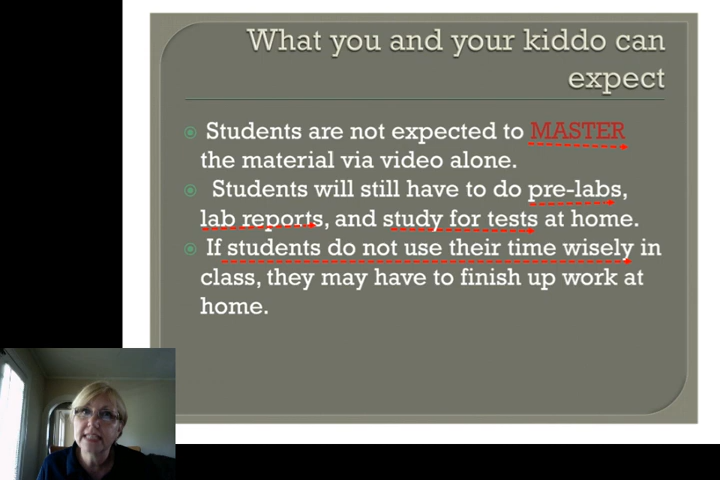 What you and your kiddo can
expect
Students are not expected to MASTER
the material via video alone.
Students will still have to do pre-labs,
lab reports, and study for tests at home.
If students do not use their time wisely in
class, they may have to finish up work at
home.